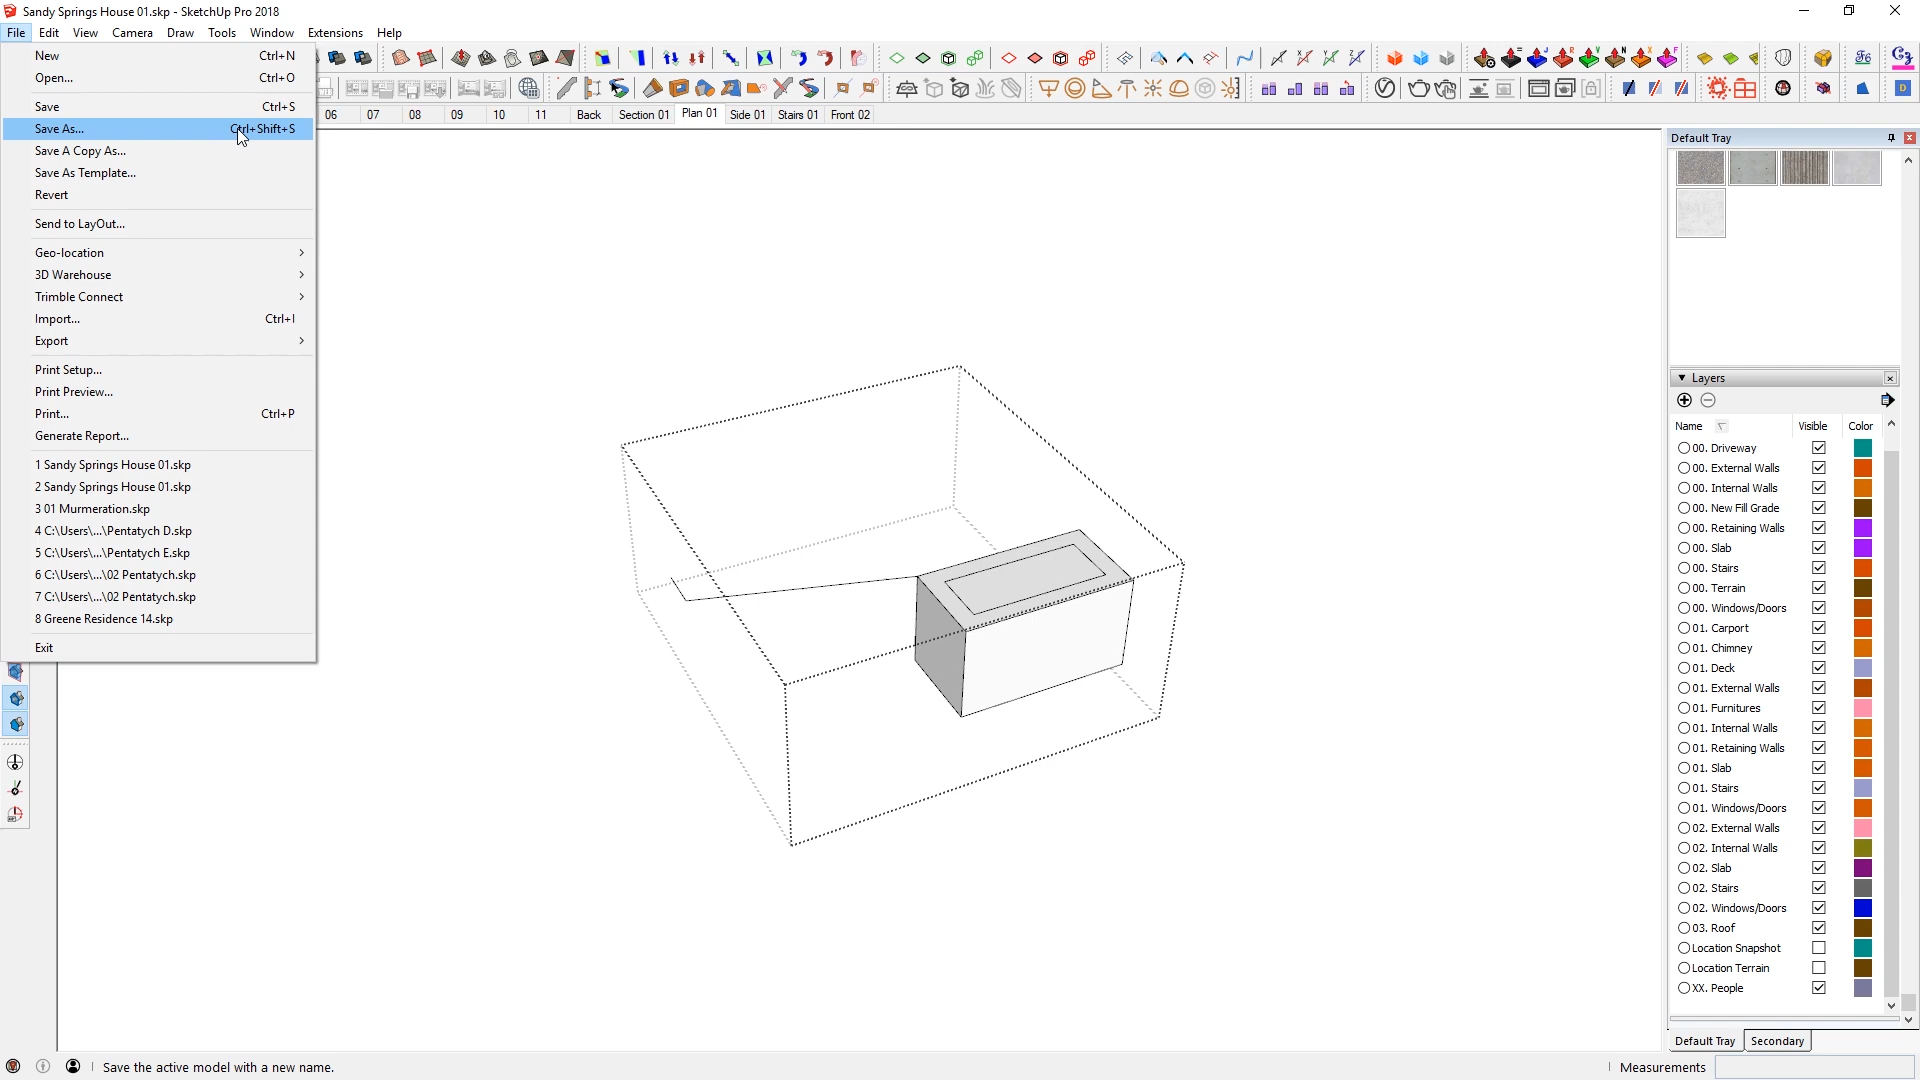 Sandy Springs House 01.skp - SketchUp Pro 2018
File Edit View Camera Draw Tools Window Extensions Help
New Ctrl+N
Open... Ctrl+O
Save Ctrl+S
Save As... Ctrl+Shift+S
Save A Copy As...
Save As Template...
Revert
Send to LayOut...
Geo-location
3D Warehouse
Trimble Connect
Import... Ctrl+I
Export
Print Setup...
Print Preview...
Print... Ctrl+P
Generate Report...
1 Sandy Springs House 01.skp
2 Sandy Springs House 01.skp
3 01 Murmeration.skp
4 C:\Users\...\Pentatych D.skp
5 C:\Users\...\Pentatych E.skp
6 C:\Users\...\02 Pentatych.skp
7 C:\Users\...\02 Pentatych.skp
8 Greene Residence 14.skp
Exit
06 07 08 09 10 11 Back Section 01 Plan 01 Side 01 Stairs 01 Front 02
Default Tray
Layers
Name Visible Color
00. Driveway
00. External Walls
00. Internal Walls
00. New Fill Grade
00. Retaining Walls
00. Slab
00. Stairs
00. Terrain
00. Windows/Doors
01. Carport
01. Chimney
01. Deck
01. External Walls
01. Furnitures
01. Internal Walls
01. Retaining Walls
01. Slab
01. Stairs
01. Windows/Doors
02. External Walls
02. Internal Walls
02. Slab
02. Stairs
02. Windows/Doors
03. Roof
Location Snapshot
Location Terrain
XX. People
Default Tray Secondary
Save the active model with a new name.
Measurements